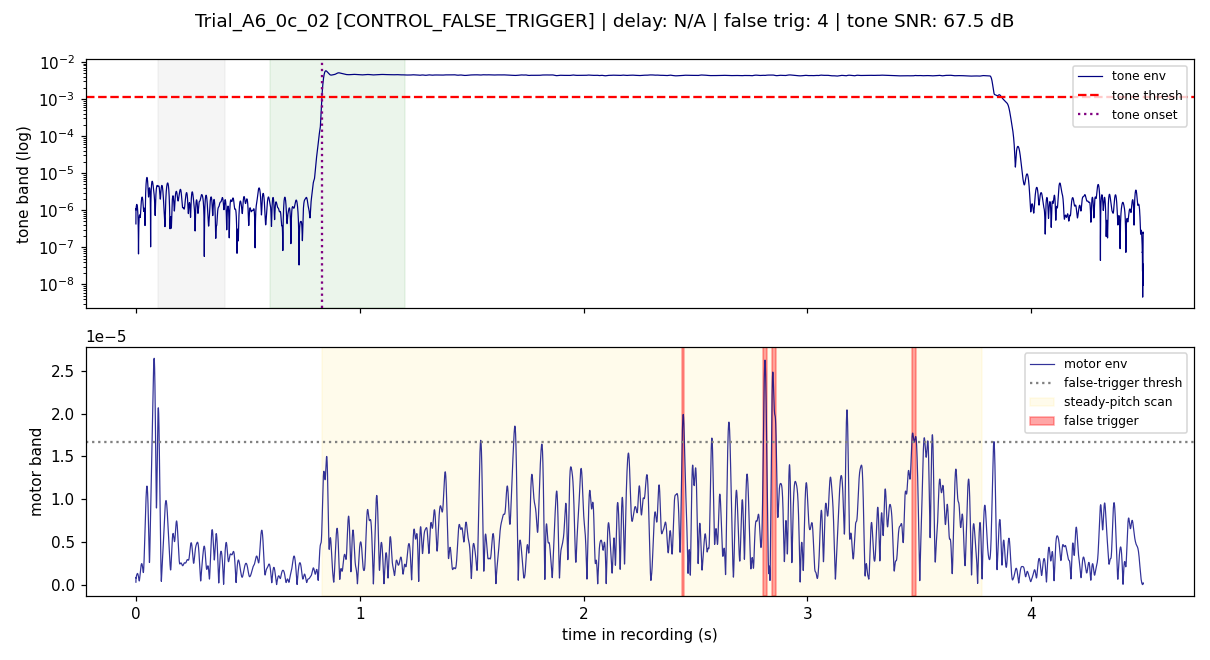 Trial_A6_0c_02 [CONTROL_FALSE_TRIGGER] | delay: N/A | false trig: 4 | tone SNR: 67.5 dB
10⁻²
10⁻³
10⁻⁴
10⁻⁵
10⁻⁶
10⁻⁷
10⁻⁸
tone band (log)
tone env
tone thresh
tone onset
1e−5
2.5
2.0
1.5
1.0
0.5
0.0
motor band
motor env
false-trigger thresh
steady-pitch scan
false trigger
0 1 2 3 4
time in recording (s)